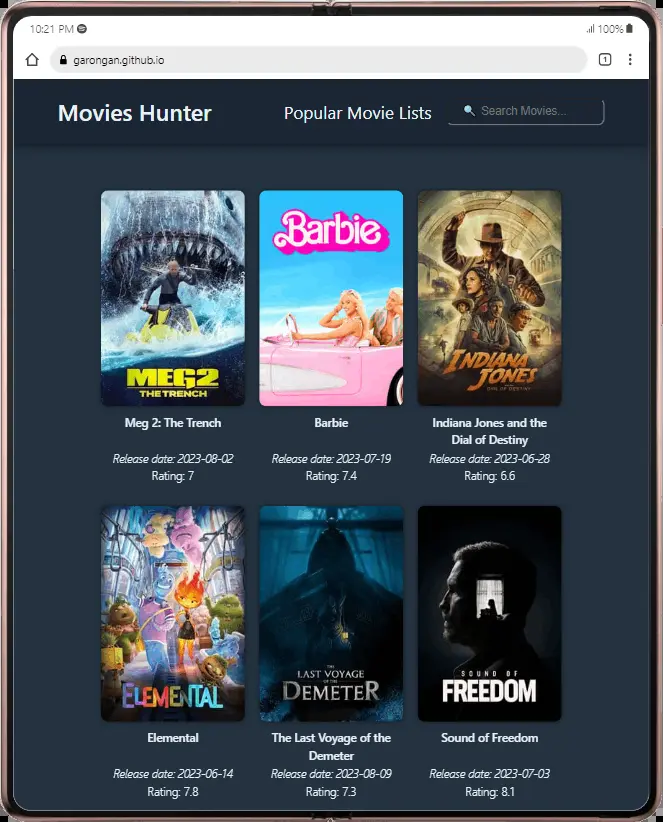 10:21 PM 100%
garongan.github.io 1
Movies Hunter Popular Movie Lists Search Movies...
MEG2
THE TRENCH
Barbie
INDIANA
JONES
AND THE
DIAL OF DESTINY
Meg 2: The Trench
Release date: 2023-08-02
Rating: 7
Barbie
Release date: 2023-07-19
Rating: 7.4
Indiana Jones and the
Dial of Destiny
Release date: 2023-06-28
Rating: 6.6
ELEMENTAL
THE
LAST VOYAGE
OF THE
DEMETER
SOUND OF
FREEDOM
Elemental
Release date: 2023-06-14
Rating: 7.8
The Last Voyage of the
Demeter
Release date: 2023-08-09
Rating: 7.3
Sound of Freedom
Release date: 2023-07-03
Rating: 8.1